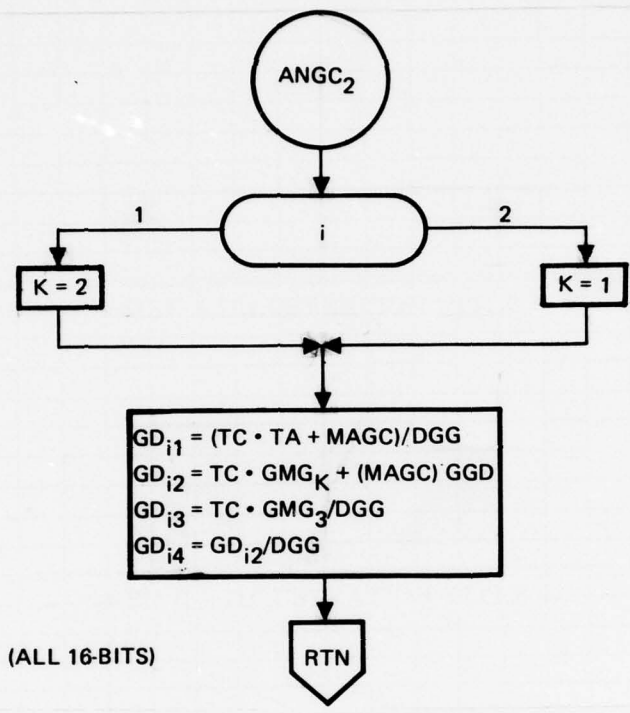 ANGC₂
1
i
2
K = 2
K = 1
GDᵢ₁ = (TC • TA + MAGC)/DGG
GDᵢ₂ = TC • GMG_K + (MAGC) GGD
GDᵢ₃ = TC • GMG₃/DGG
GDᵢ₄ = GDᵢ₂/DGG
(ALL 16-BITS)
RTN